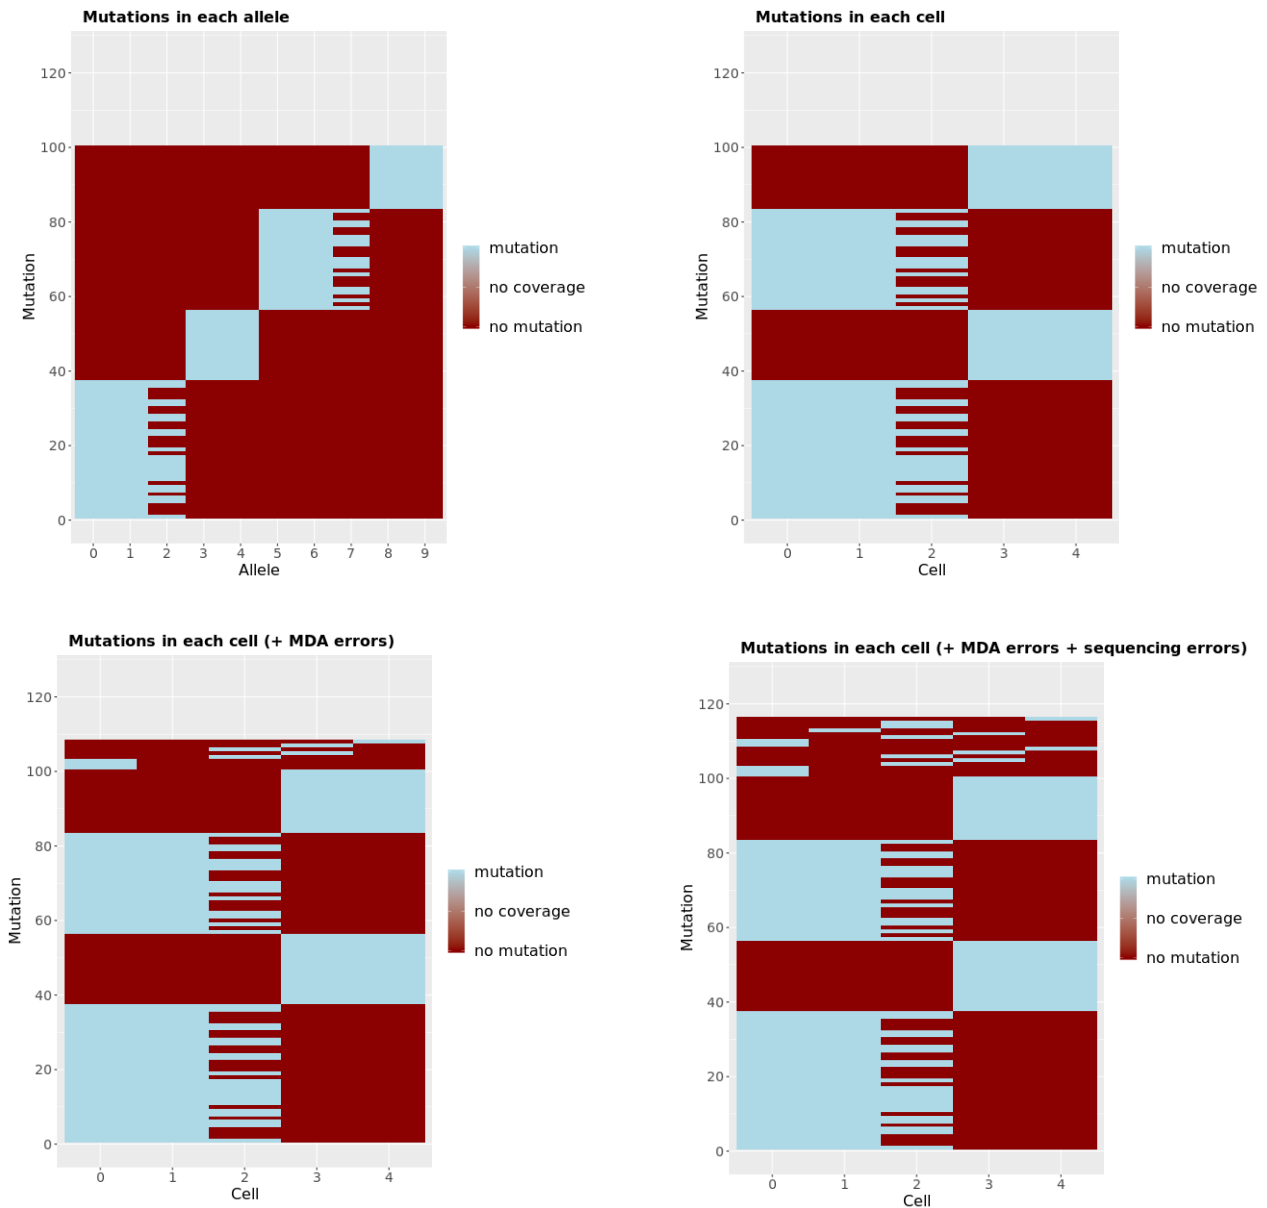 Mutations in each allele
Mutation
120
100
80
60
40
20
0
0 1 2 3 4 5 6 7 8 9
Allele
mutation
no coverage
no mutation
Mutations in each cell
Mutation
120
100
80
60
40
20
0
0 1 2 3 4
Cell
mutation
no coverage
no mutation
Mutations in each cell (+ MDA errors)
Mutation
120
100
80
60
40
20
0
0 1 2 3 4
Cell
mutation
no coverage
no mutation
Mutations in each cell (+ MDA errors + sequencing errors)
Mutation
120
100
80
60
40
20
0
0 1 2 3 4
Cell
mutation
no coverage
no mutation